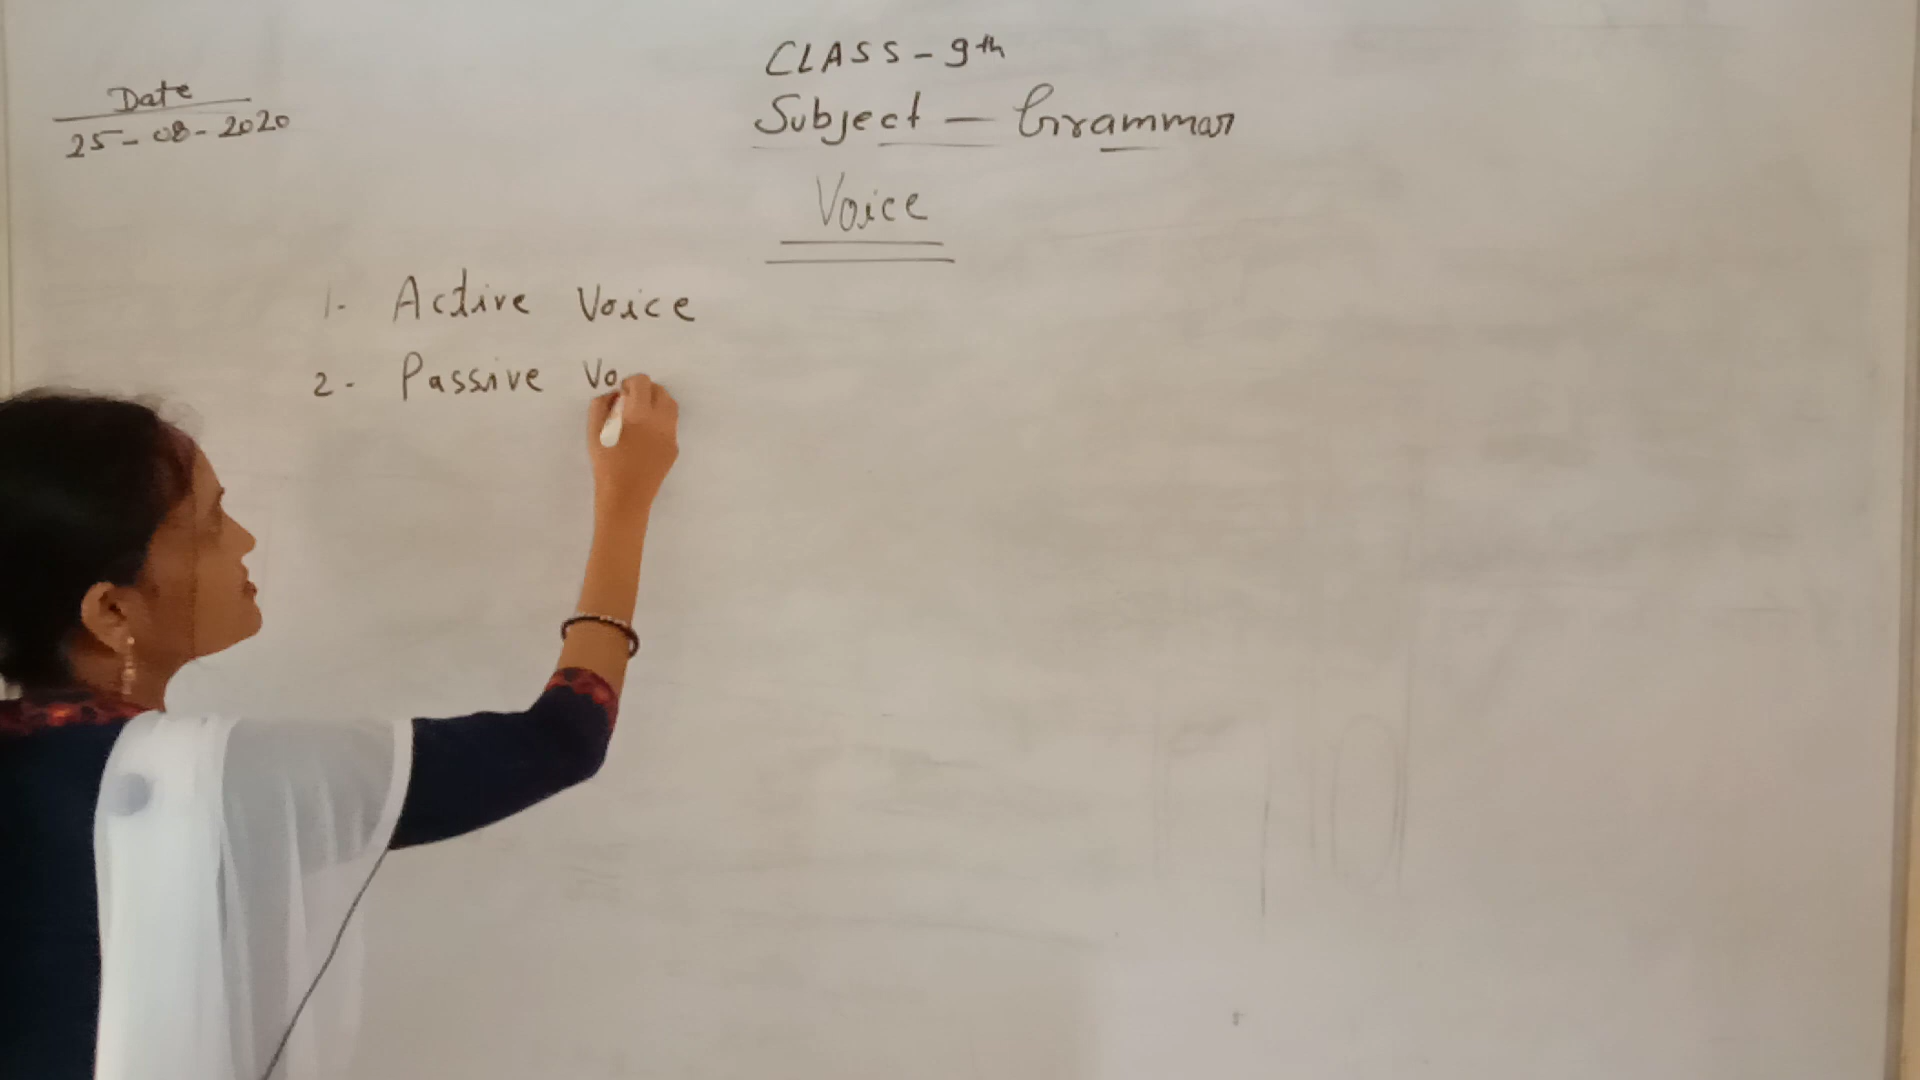 CLASS - 9th
Date
25-08-2020
Subject - Grammar
Voice
1. Active Voice
2- Passive Vo